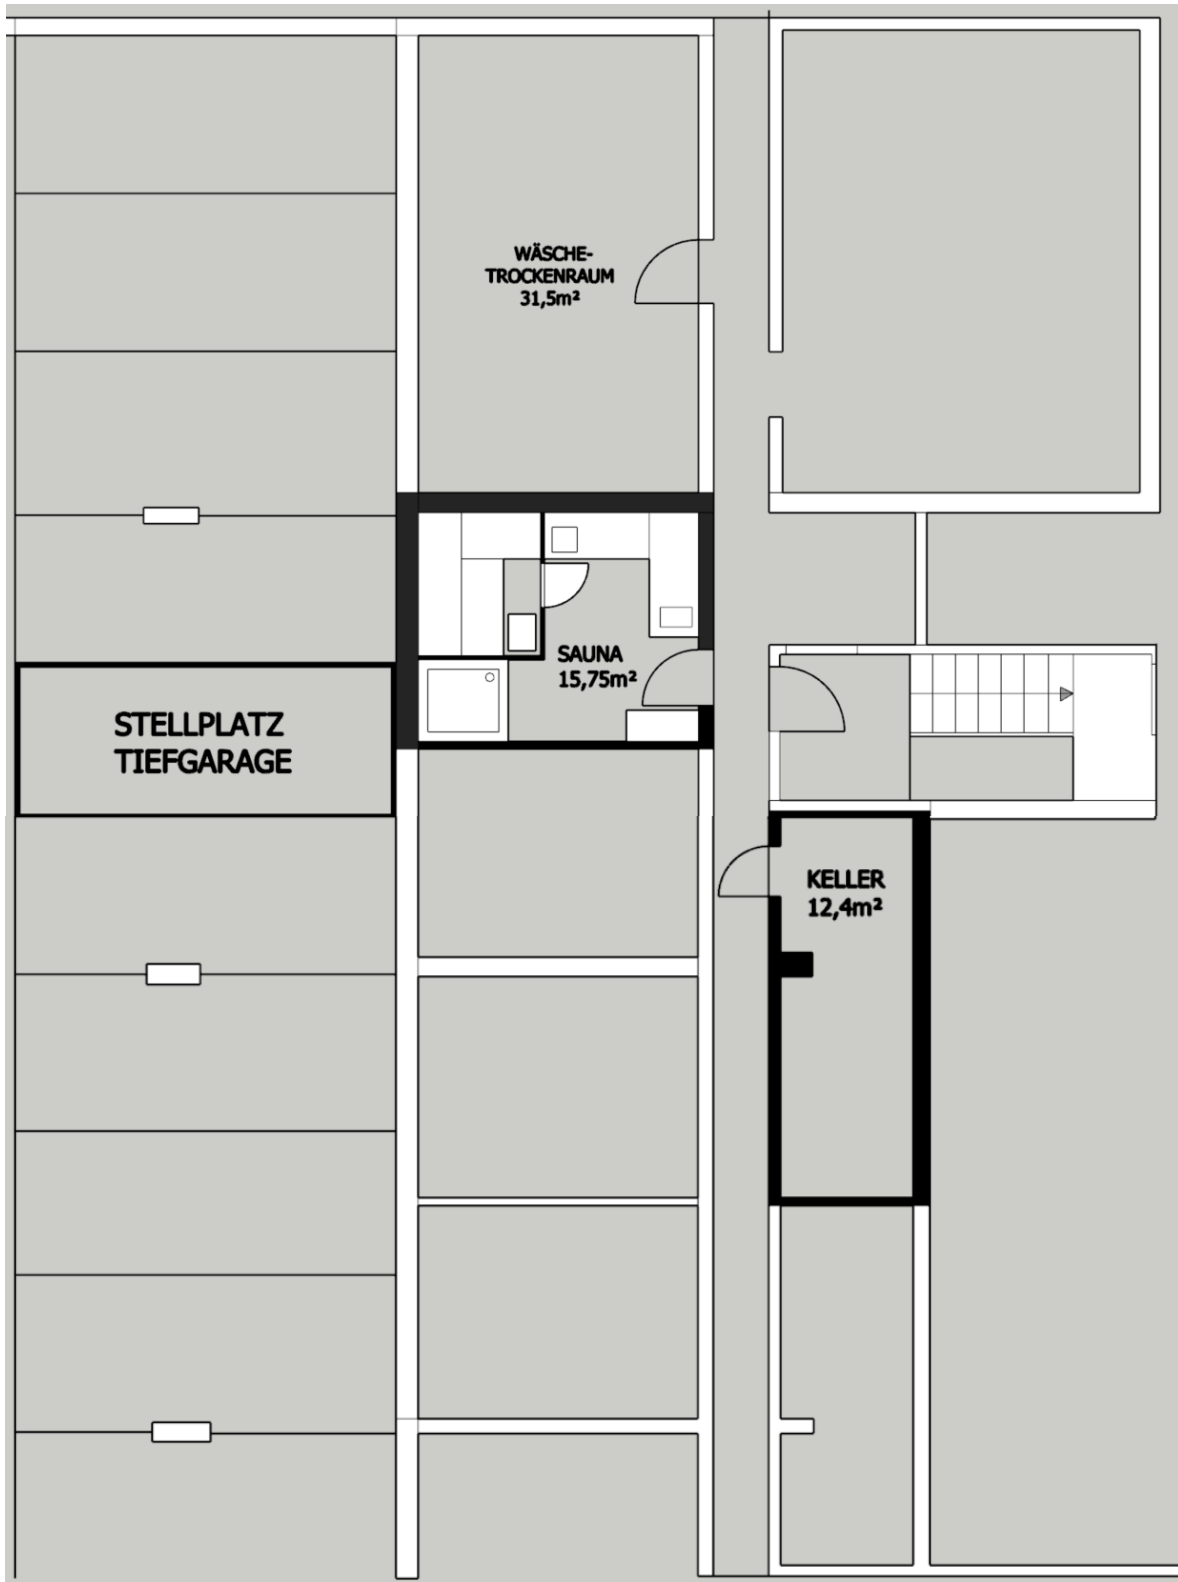 WÄSCHE-
TROCKENRAUM
31,5m²
SAUNA
15,75m²
STELLPLATZ
TIEFGARAGE
KELLER
12,4m²